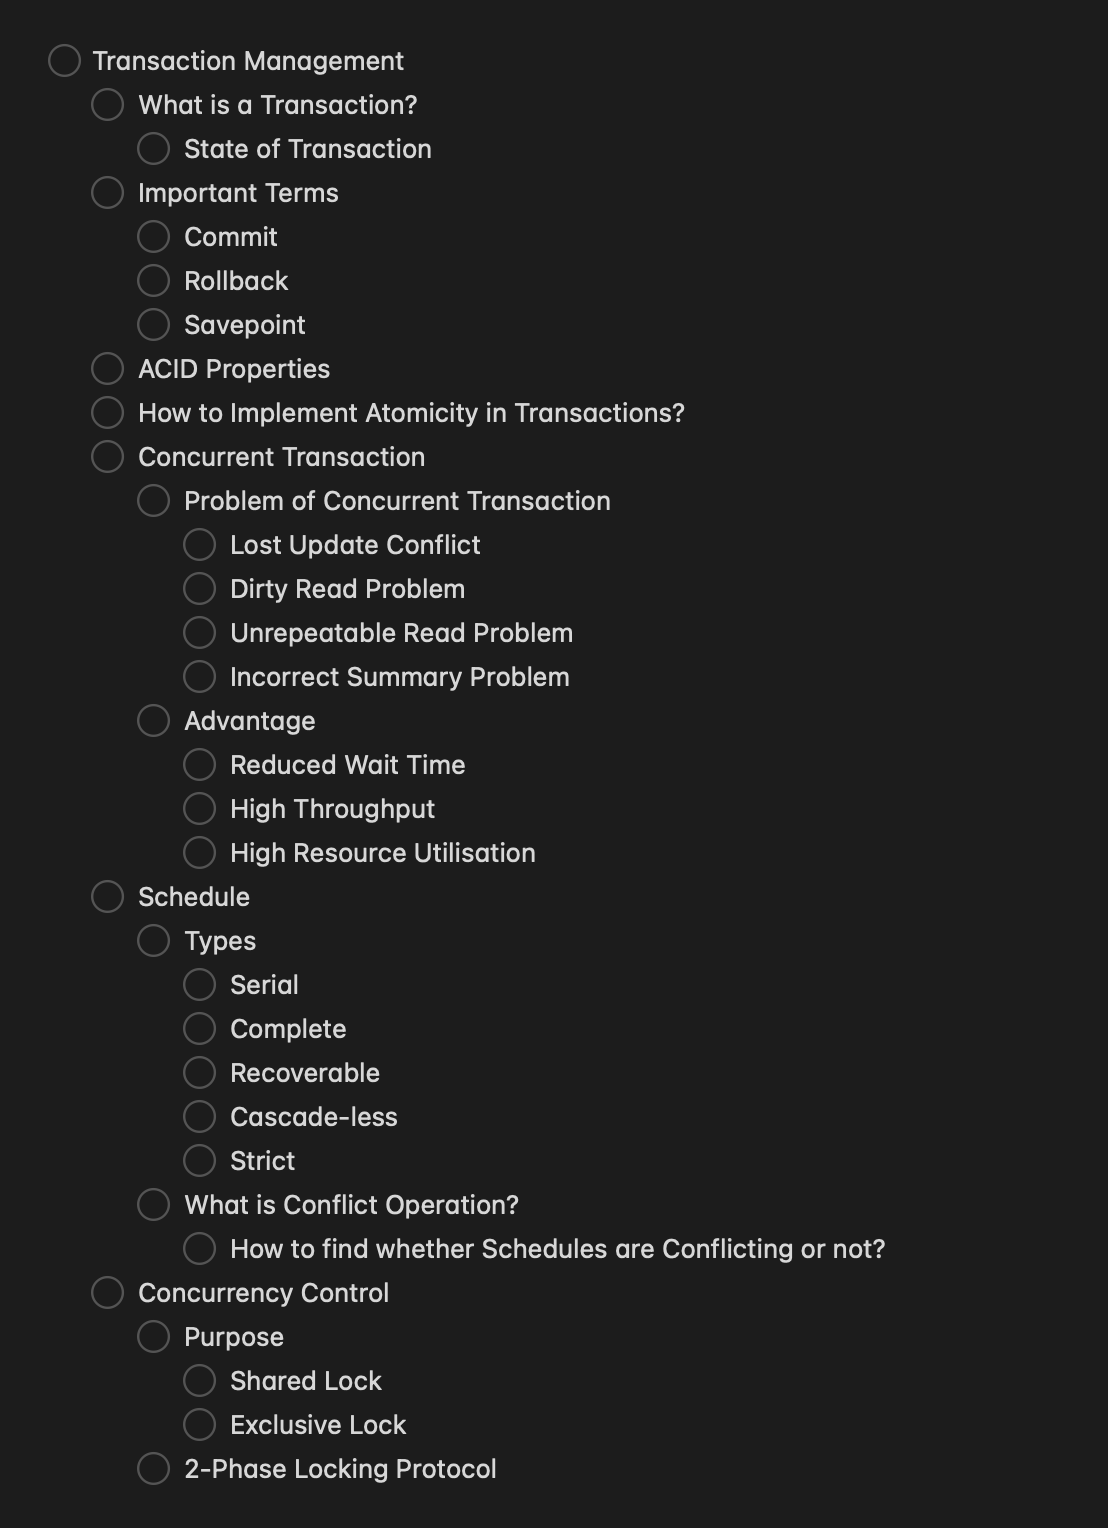 Transaction Management
What is a Transaction?
State of Transaction
Important Terms
Commit
Rollback
Savepoint
ACID Properties
How to Implement Atomicity in Transactions?
Concurrent Transaction
Problem of Concurrent Transaction
Lost Update Conflict
Dirty Read Problem
Unrepeatable Read Problem
Incorrect Summary Problem
Advantage
Reduced Wait Time
High Throughput
High Resource Utilisation
Schedule
Types
Serial
Complete
Recoverable
Cascade-less
Strict
What is Conflict Operation?
How to find whether Schedules are Conflicting or not?
Concurrency Control
Purpose
Shared Lock
Exclusive Lock
2-Phase Locking Protocol